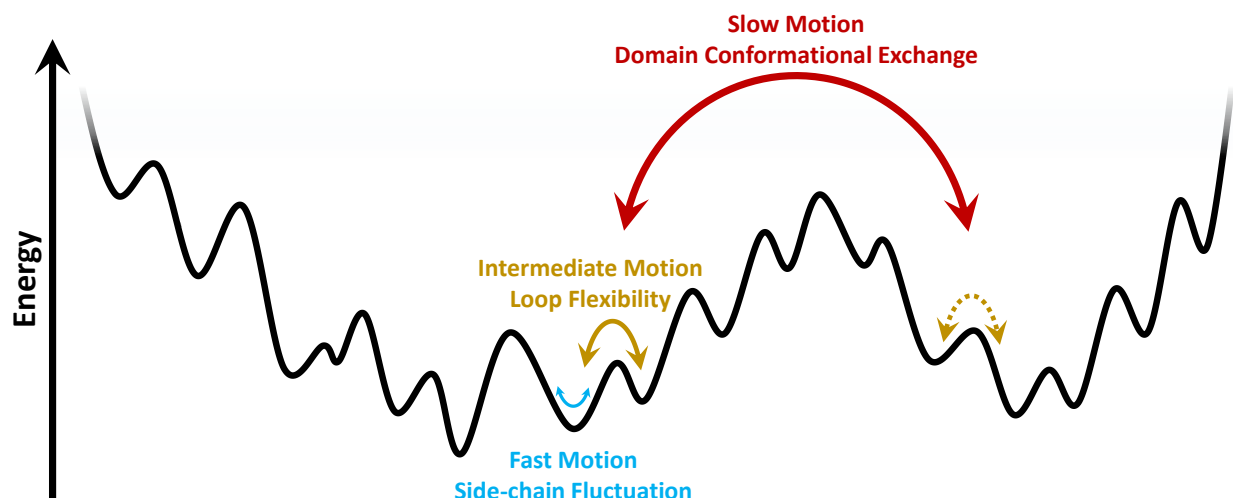 Slow Motion
Domain Conformational Exchange
Energy
Intermediate Motion
Loop Flexibility
Fast Motion
Side-chain Fluctuation